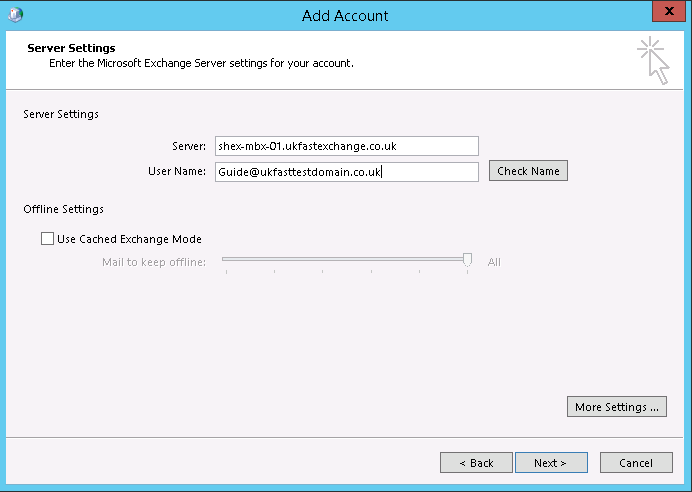 Add Account
X
Server Settings
Enter the Microsoft Exchange Server settings for your account.
Server Settings
Server: shex-mbx-01.ukfastexchange.co.uk
User Name: Guide@ukfasttestdomain.co.uk Check Name
Offline Settings
Use Cached Exchange Mode
Mail to keep offline: All
More Settings ...
< Back Next > Cancel